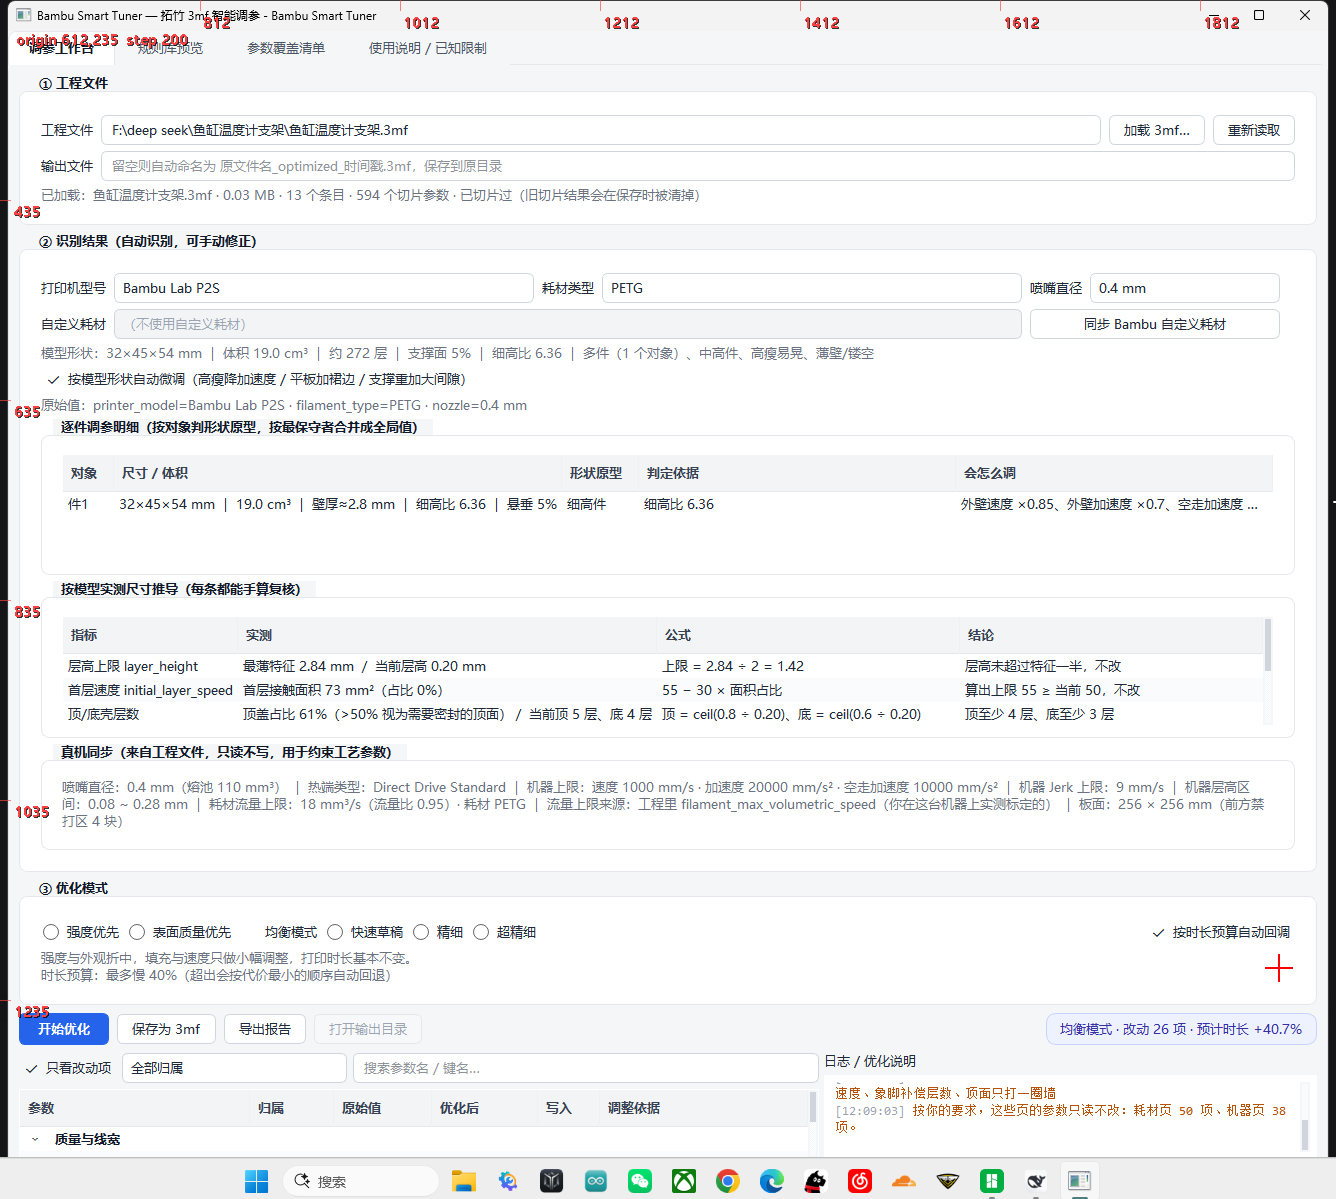 Bambu Smart Tuner — 拓竹 3mf 智能调参 - Bambu Smart Tuner
812 1012 1212 1412 1612 1812
origin 612,235 step 200
调参工作台 规则库预览 参数覆盖清单 使用说明 / 已知限制
① 工程文件
工程文件 F:\deep seek\鱼缸温度计支架\鱼缸温度计支架.3mf 加载 3mf... 重新读取
输出文件 留空则自动命名为 原文件名_optimized_时间戳.3mf，保存到原目录
已加载：鱼缸温度计支架.3mf · 0.03 MB · 13 个条目 · 594 个切片参数 · 已切片过（旧切片结果会在保存时被清掉）
435
② 识别结果（自动识别，可手动修正）
打印机型号 Bambu Lab P2S 耗材类型 PETG 喷嘴直径 0.4 mm
自定义耗材 （不使用自定义耗材） 同步 Bambu 自定义耗材
模型形状：32×45×54 mm ｜ 体积 19.0 cm³ ｜ 约 272 层 ｜ 支撑面 5% ｜ 细高比 6.36 ｜ 多件（1 个对象）、中高件、高瘦易晃、薄壁/镂空
按模型形状自动微调（高瘦降加速度 / 平板加裙边 / 支撑重加大间隙）
635 原始值：printer_model=Bambu Lab P2S · filament_type=PETG · nozzle=0.4 mm
逐件调参明细（按对象判形状原型，按最保守者合并成全局值）
对象 尺寸 / 体积 形状原型 判定依据 会怎么调
件1 32×45×54 mm ｜ 19.0 cm³ ｜ 壁厚≈2.8 mm ｜ 细高比 6.36 ｜ 悬垂 5% 细高件 细高比 6.36 外壁速度 ×0.85、外壁加速度 ×0.7、空走加速度 ...
按模型实测尺寸推导（每条都能手算复核）
835
指标 实测 公式 结论
层高上限 layer_height 最薄特征 2.84 mm / 当前层高 0.20 mm 上限 = 2.84 ÷ 2 = 1.42 层高未超过特征一半，不改
首层速度 initial_layer_speed 首层接触面积 73 mm²（占比 0%） 55 − 30 × 面积占比 算出上限 55 ≥ 当前 50，不改
顶/底壳层数 顶盖占比 61%（>50% 视为需要密封的顶面） / 当前顶 5 层、底 4 层 顶 = ceil(0.8 ÷ 0.20)、底 = ceil(0.6 ÷ 0.20) 顶至少 4 层、底至少 3 层
真机同步（来自工程文件，只读不写，用于约束工艺参数）
喷嘴直径：0.4 mm（熔池 110 mm³） ｜ 热端类型：Direct Drive Standard ｜ 机器上限：速度 1000 mm/s · 加速度 20000 mm/s² · 空走加速度 10000 mm/s² ｜ 机器 Jerk 上限：9 mm/s ｜ 机器层高区
间：0.08 ~ 0.28 mm ｜ 耗材流量上限：18 mm³/s（流量比 0.95）· 耗材 PETG ｜ 流量上限来源：工程里 filament_max_volumetric_speed（你在这台机器上实测标定的） ｜ 板面：256 × 256 mm（前方禁
1035
打区 4 块）
③ 优化模式
强度优先 表面质量优先 均衡模式 快速草稿 精细 超精细 按时长预算自动回调
强度与外观折中，填充与速度只做小幅调整，打印时长基本不变。
时长预算：最多慢 40%（超出会按代价最小的顺序自动回退）
1235
开始优化 保存为 3mf 导出报告 打开输出目录 均衡模式 · 改动 26 项 · 预计时长 +40.7%
只看改动项 全部归属 搜索参数名 / 键名... 日志 / 优化说明
参数 归属 原始值 优化后 写入 调整依据
速度、象脚补偿层数、顶面只打一圈墙
[12:09:03] 按你的要求，这些页的参数只读不改：耗材页 50 项、机器页 38
项。
质量与线宽
搜索